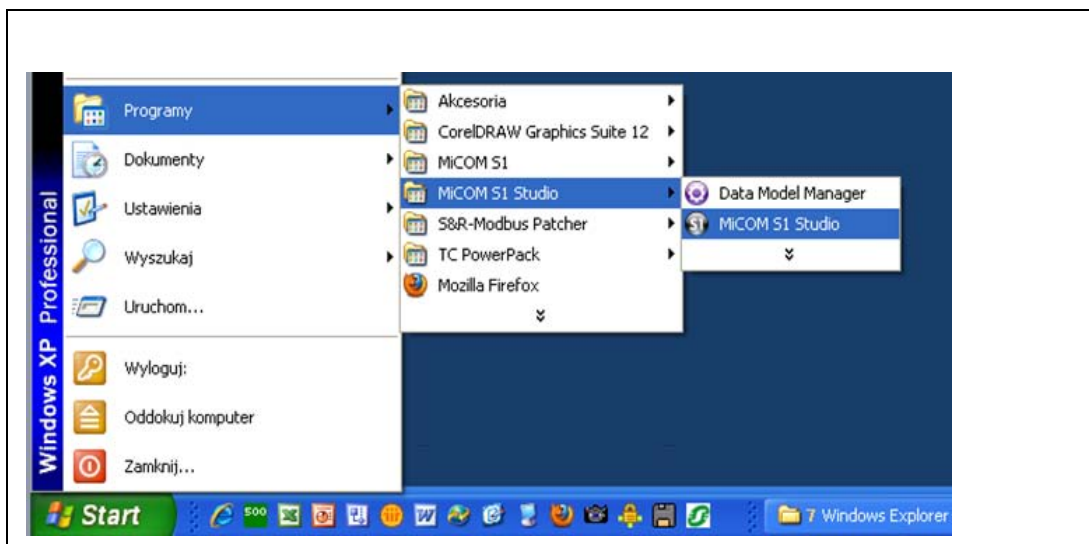 Windows XP Professional
Programy
Dokumenty
Ustawienia
Wyszukaj
Uruchom...
Wyloguj:
Oddokuj komputer
Zamknij...
Akcesoria
CorelDRAW Graphics Suite 12
MiCOM S1
MiCOM S1 Studio
S&R-Modbus Patcher
TC PowerPack
Mozilla Firefox
Data Model Manager
S1 MiCOM S1 Studio
Start
500
7 Windows Explorer